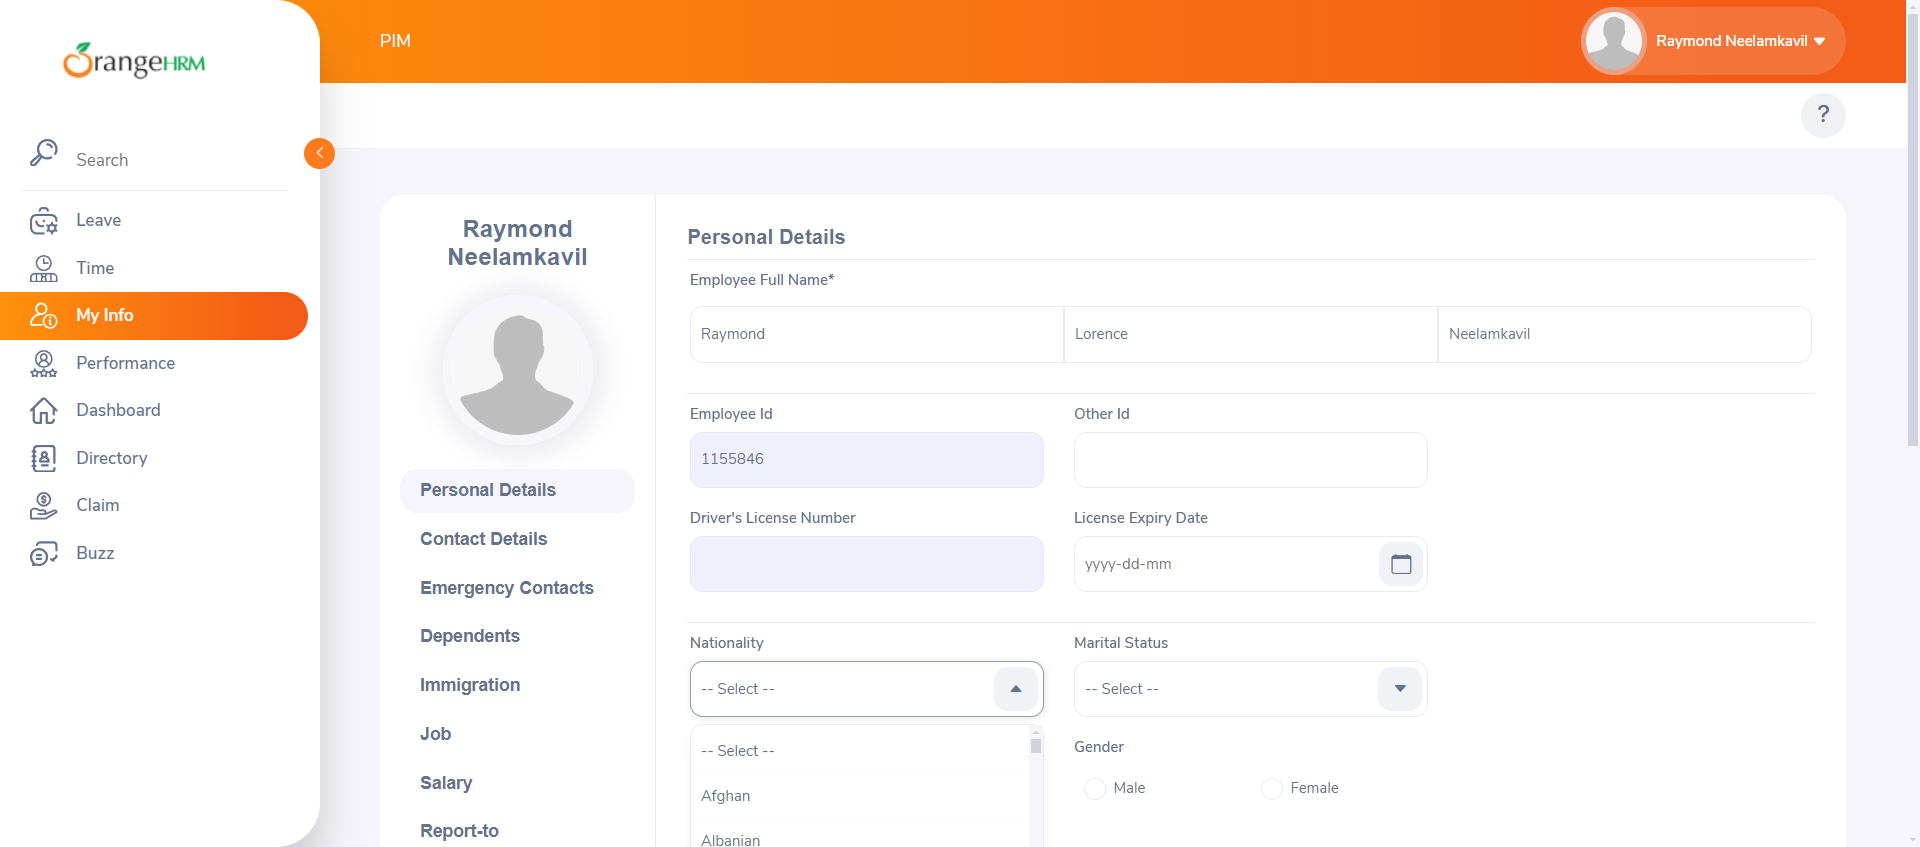 OrangeHRM
PIM
Raymond Neelamkavil
?
Search
Leave
Time
My Info
Performance
Dashboard
Directory
Claim
Buzz
Raymond
Neelamkavil
Personal Details
Contact Details
Emergency Contacts
Dependents
Immigration
Job
Salary
Report-to
Personal Details
Employee Full Name*
Raymond
Lorence
Neelamkavil
Employee Id
Other Id
1155846
Driver's License Number
License Expiry Date
yyyy-dd-mm
Nationality
Marital Status
-- Select --
-- Select --
-- Select --
Afghan
Albanian
Gender
Male
Female